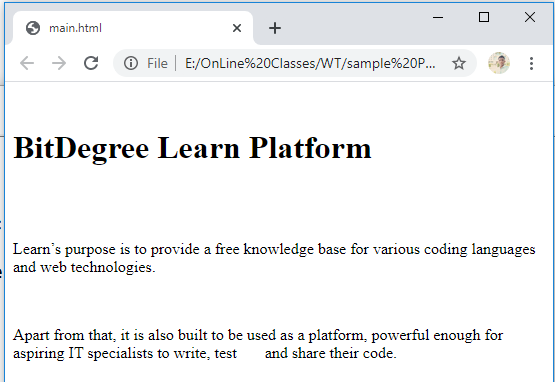 main.html
File E:/OnLine%20Classes/WT/sample%20P...
BitDegree Learn Platform
Learn’s purpose is to provide a free knowledge base for various coding languages
and web technologies.
Apart from that, it is also built to be used as a platform, powerful enough for
aspiring IT specialists to write, test and share their code.